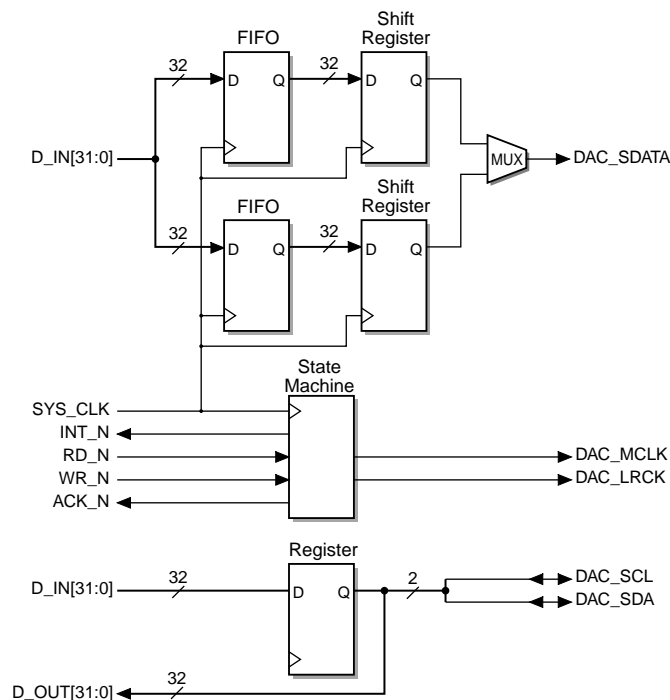 FIFO
Shift
Register
32
D Q
32
D Q
D_IN[31:0]
MUX
DAC_SDATA
FIFO
Shift
Register
32
D Q
32
D Q
State
Machine
SYS_CLK
INT_N
RD_N
DAC_MCLK
WR_N
DAC_LRCK
ACK_N
Register
D_IN[31:0]
32
D Q
2
DAC_SCL
DAC_SDA
D_OUT[31:0]
32